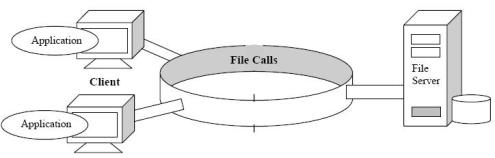 Application
File Calls
File
Server
Client
Application